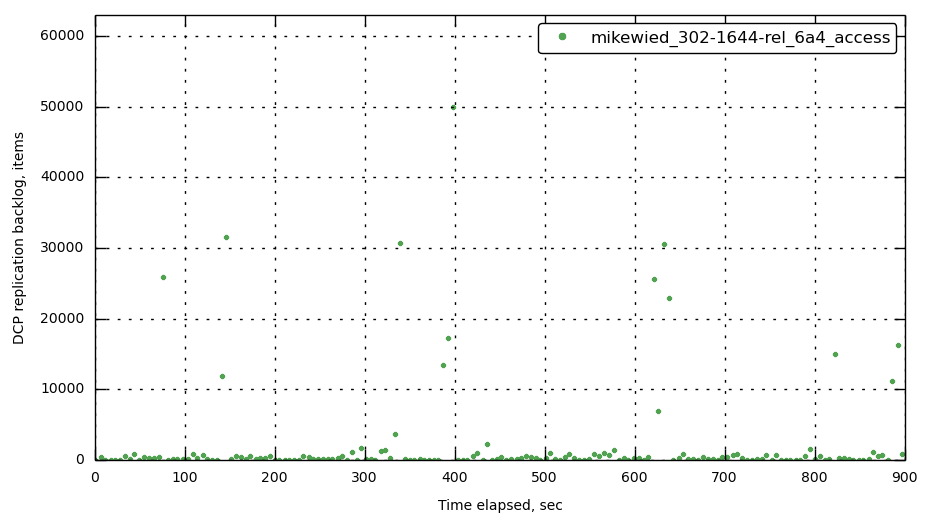 60000
mikewied_302-1644-rel_6a4_access
50000
40000
30000
20000
10000
0
DCP replication backlog, items
0 100 200 300 400 500 600 700 800 900
Time elapsed, sec